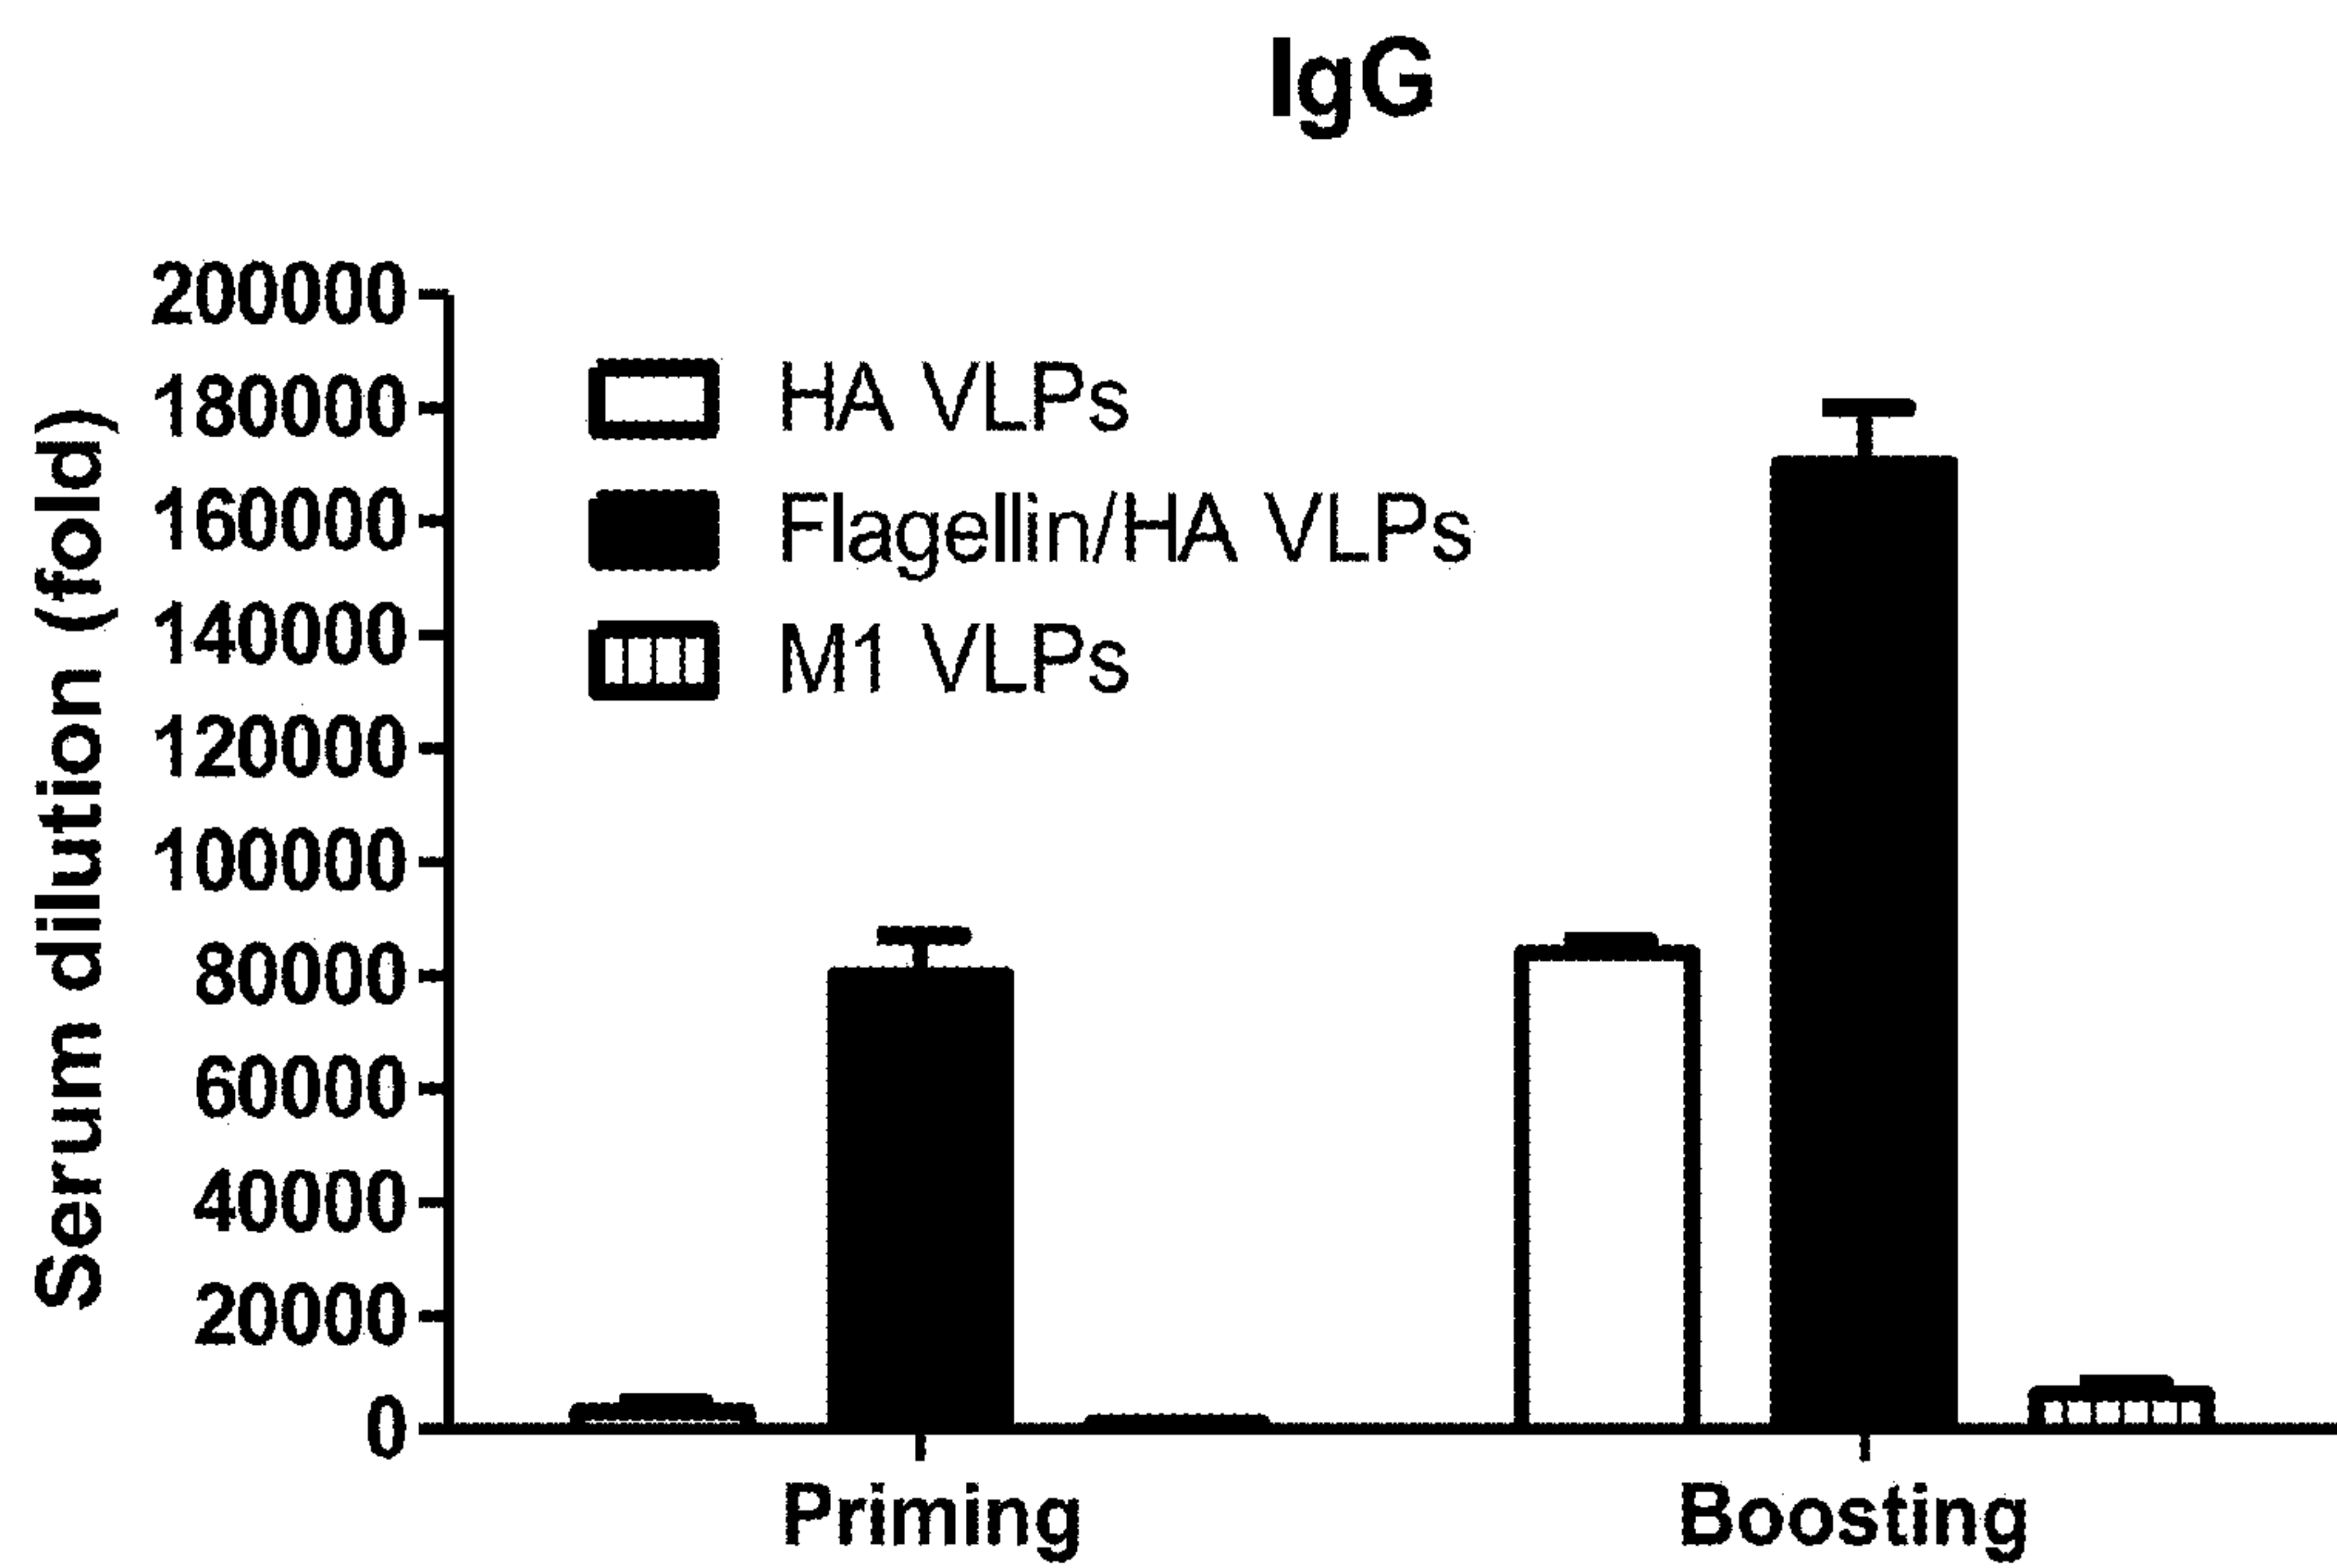 IgG
Serum dilution (fold)
200000
180000
160000
140000
120000
100000
80000
60000
40000
20000
0
HA VLPs
Flagellin/HA VLPs
M1 VLPs
Priming
Boosting